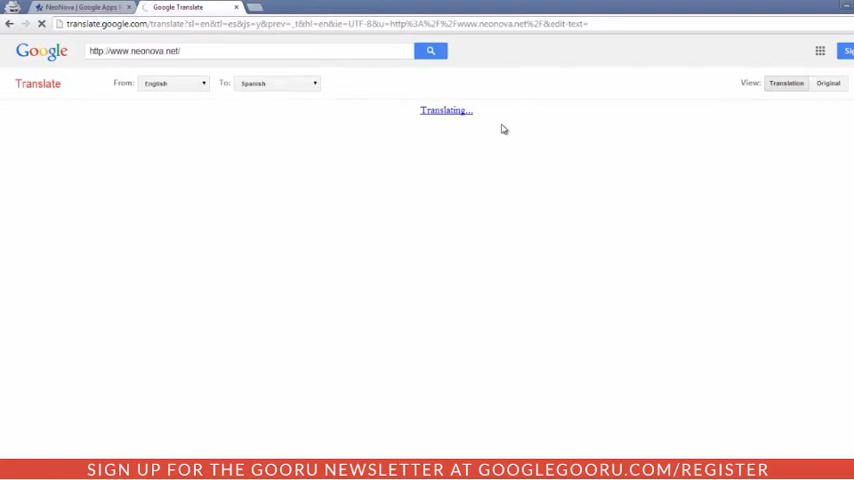 NeoNova | Google Apps
Google Translate
translate.google.com/translate?sl=en&tl=es&js=y&prev=_t&hl=en&ie=UTF-8&u=http%3A%2F%2Fwww.neonova.net%2F&edit-text=
Google
http://www.neonova.net/
Translate
From:
English
To:
Spanish
View:
Translation
Original
Translating...
SIGN UP FOR THE GOORU NEWSLETTER AT GOOGLEGOORU.COM/REGISTER